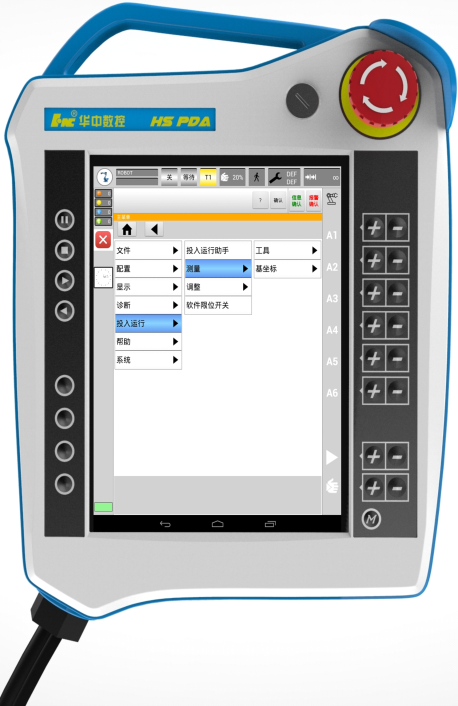 HNC® 华中数控 HS PDA
ROBOT
关 等待 T1 20% DEF DEF ∞
? 确认 信息确认 报警确认
主菜单
A1
文件 投入运行助手 工具
配置 测量 基坐标 A2
显示 调整 A3
诊断 软件限位开关
投入运行 A4
帮助
系统 A5
A6
+ -
+ -
+ -
+ -
+ -
+ -
+ -
+ -
M